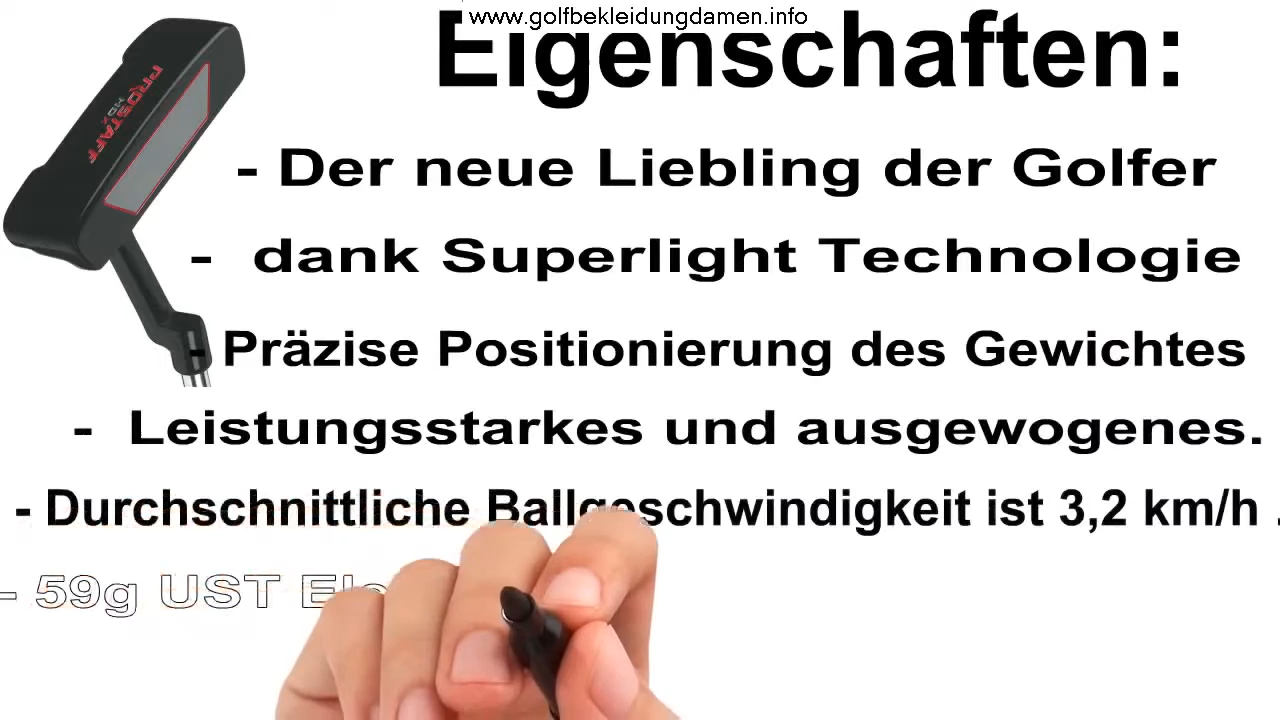 www.golfbekleidungdamen.info
Eigenschaften:
PROSTAFF
HDX
- Der neue Liebling der Golfer
- dank Superlight Technologie
- Präzise Positionierung des Gewichtes
- Leistungsstarkes und ausgewogenes.
- Durchschnittliche Ballgeschwindigkeit ist 3,2 km/h .
- 59g UST